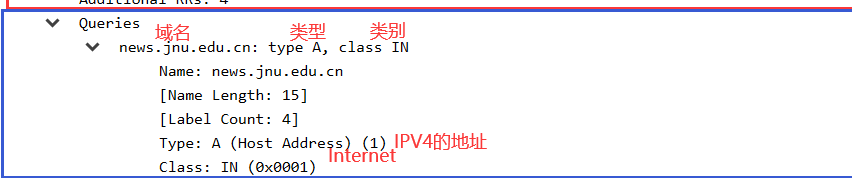 Additional RRs: 4
Queries
域名 类型 类别
news.jnu.edu.cn: type A, class IN
Name: news.jnu.edu.cn
[Name Length: 15]
[Label Count: 4]
Type: A (Host Address) (1) IPV4的地址
Internet
Class: IN (0x0001)